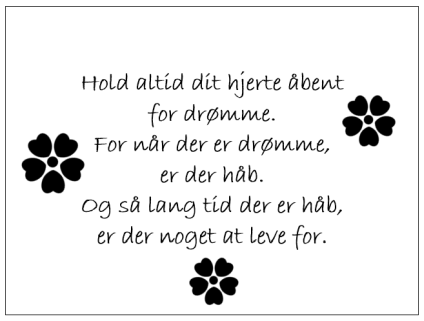 Hold altid dit hjerte åbent
for drømme.
For når der er drømme,
er der håb.
Og så lang tid der er håb,
er der noget at leve for.